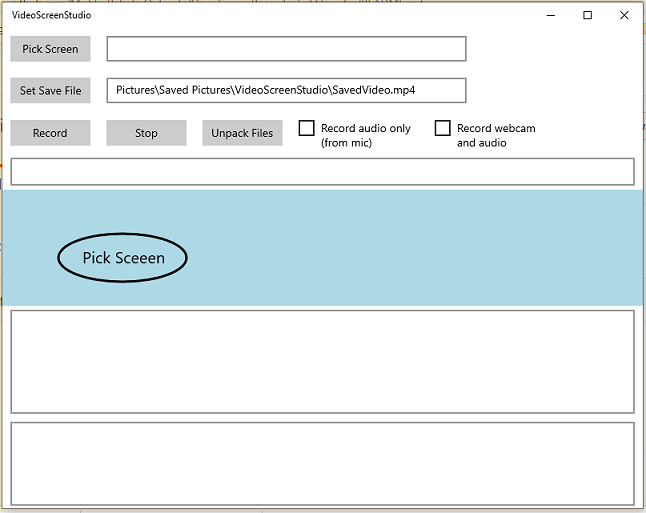 VideoScreenStudio
Pick Screen
Set Save File
Pictures\Saved Pictures\VideoScreenStudio\SavedVideo.mp4
Record
Stop
Unpack Files
Record audio only
(from mic)
Record webcam
and audio
Pick Sceeen